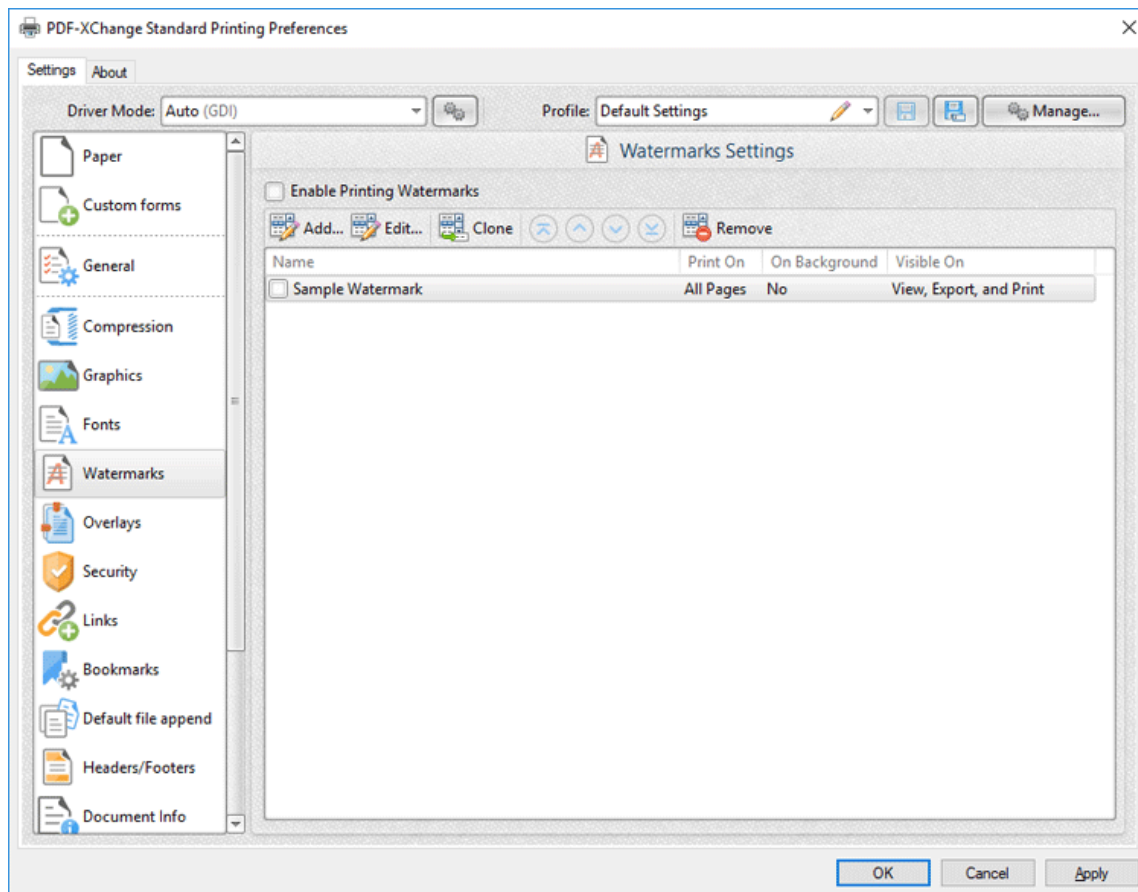 PDF-XChange Standard Printing Preferences
Settings About
Driver Mode: Auto (GDI) Profile: Default Settings Manage...
Paper
Custom forms
General
Compression
Graphics
Fonts
Watermarks
Overlays
Security
Links
Bookmarks
Default file append
Headers/Footers
Document Info
Watermarks Settings
Enable Printing Watermarks
Add... Edit... Clone Remove
Name Print On On Background Visible On
Sample Watermark All Pages No View, Export, and Print
OK Cancel Apply